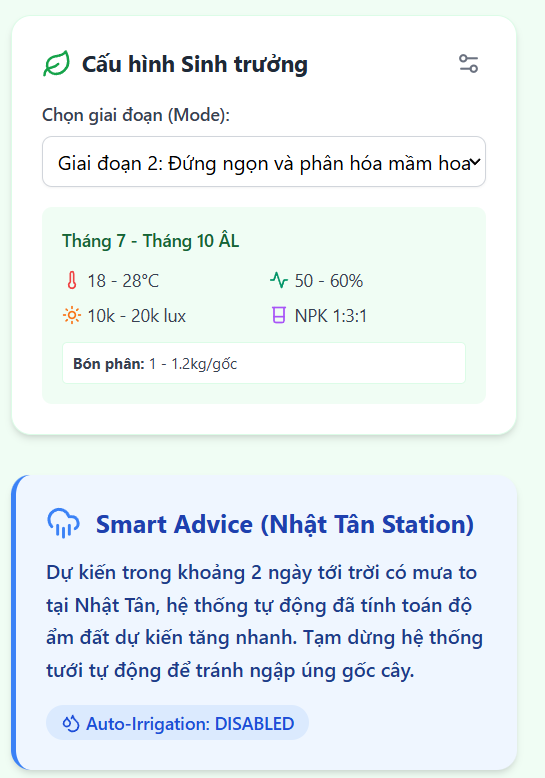 Cấu hình Sinh trưởng
Chọn giai đoạn (Mode):
Giai đoạn 2: Đứng ngọn và phân hóa mầm hoa
Tháng 7 - Tháng 10 ÂL
18 - 28°C
50 - 60%
10k - 20k lux
NPK 1:3:1
Bón phân: 1 - 1.2kg/gốc
Smart Advice (Nhật Tân Station)
Dự kiến trong khoảng 2 ngày tới trời có mưa to
tại Nhật Tân, hệ thống tự động đã tính toán độ
ẩm đất dự kiến tăng nhanh. Tạm dừng hệ thống
tưới tự động để tránh ngập úng gốc cây.
Auto-Irrigation: DISABLED